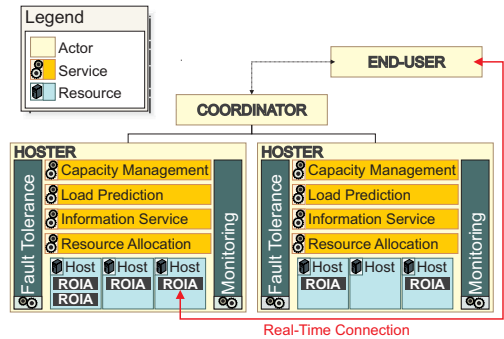 Legend
Actor
Service
Resource
END-USER
COORDINATOR
HOSTER
Fault Tolerance
Capacity Management
Load Prediction
Information Service
Resource Allocation
Host Host Host
ROIA ROIA ROIA
ROIA
Monitoring
HOSTER
Fault Tolerance
Capacity Management
Load Prediction
Information Service
Resource Allocation
Host Host Host
ROIA ROIA
Monitoring
Real-Time Connection